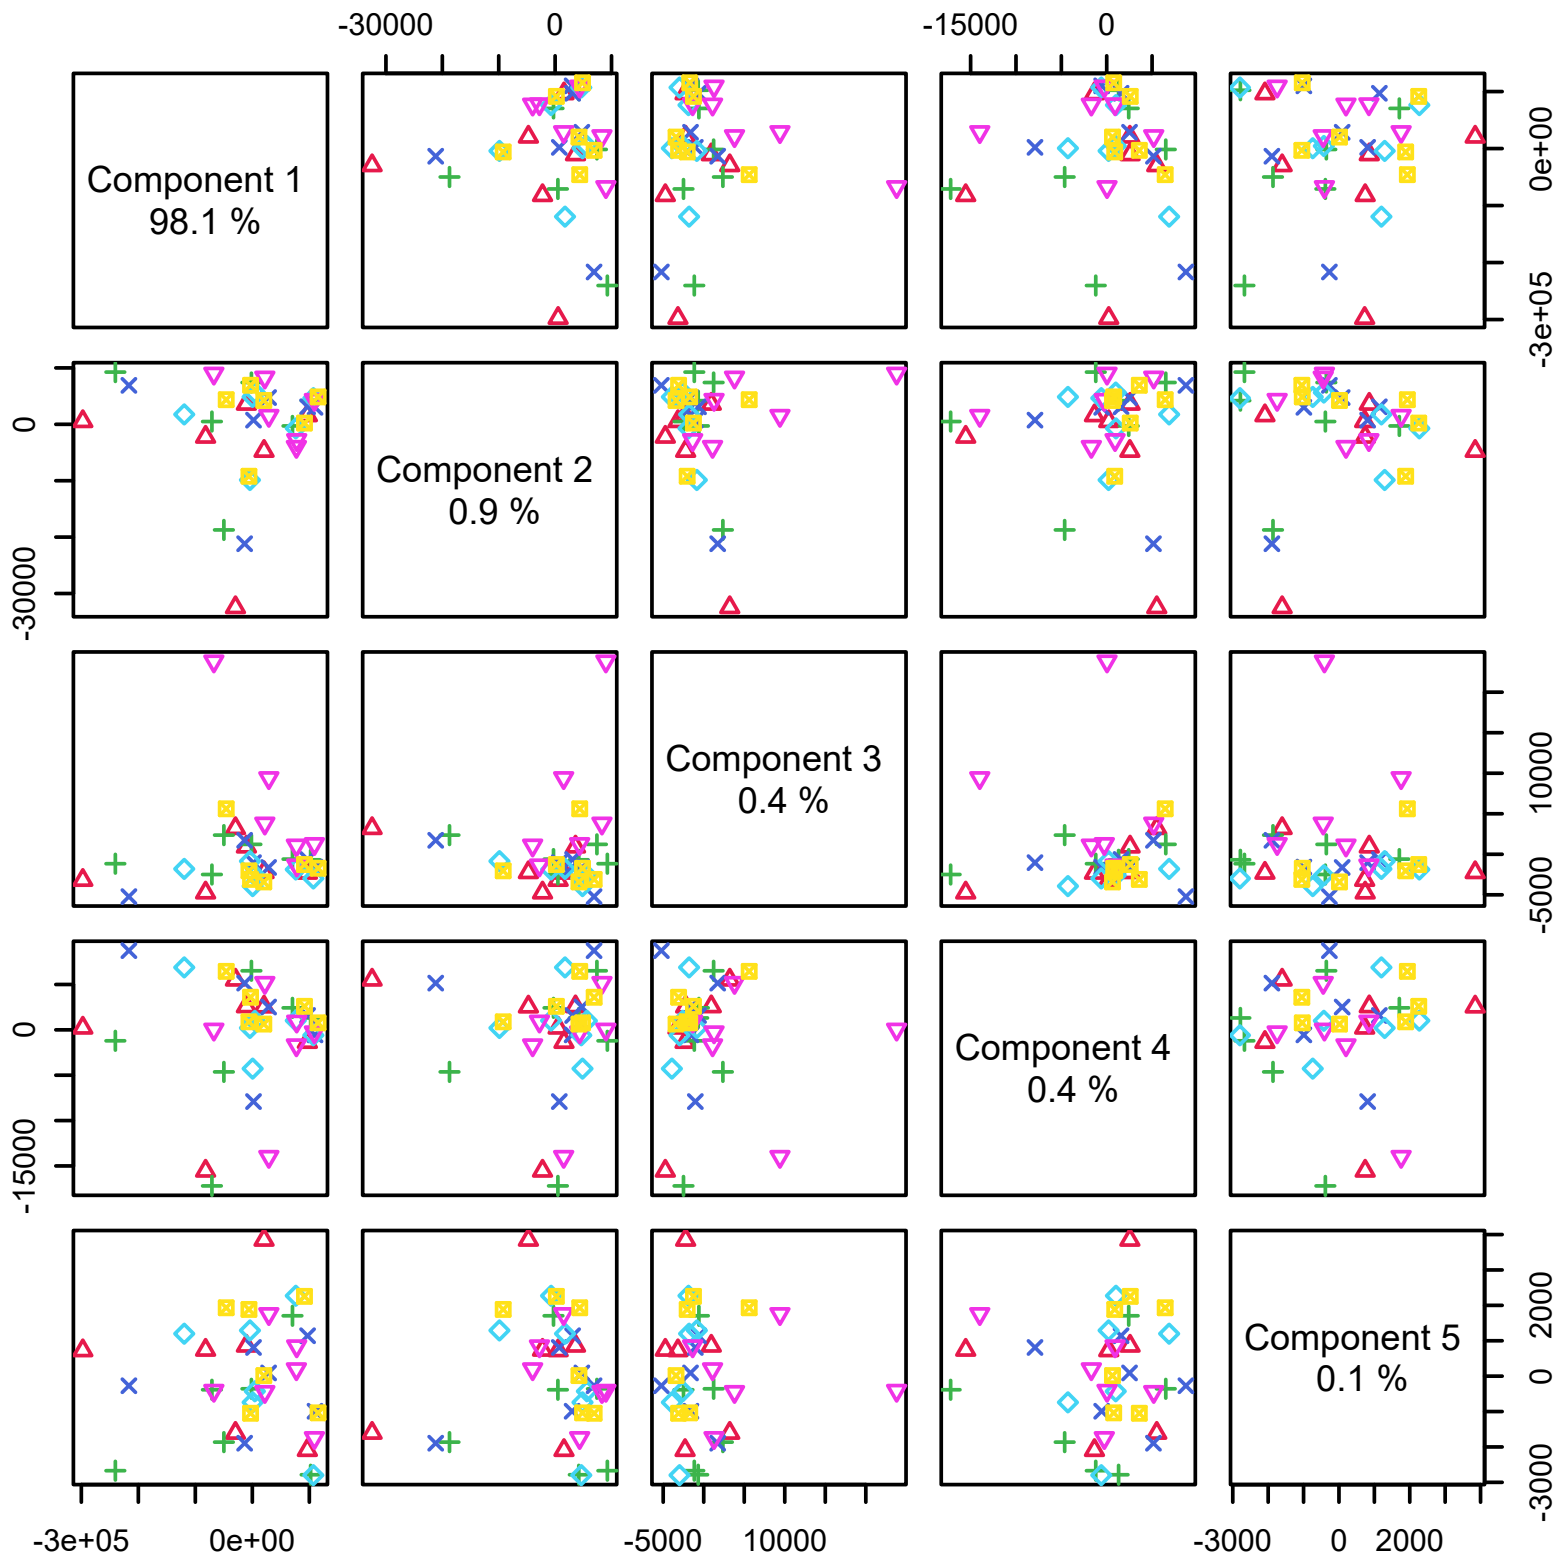 -30000 0 -15000 0
Component 1
98.1 %
0e+00
-3e+05
0
-30000
Component 2
0.9 %
Component 3
0.4 %
10000
-5000
0
-15000
Component 4
0.4 %
Component 5
0.1 %
2000
0
-3000
-3e+05 0e+00 -5000 10000 -3000 0 2000